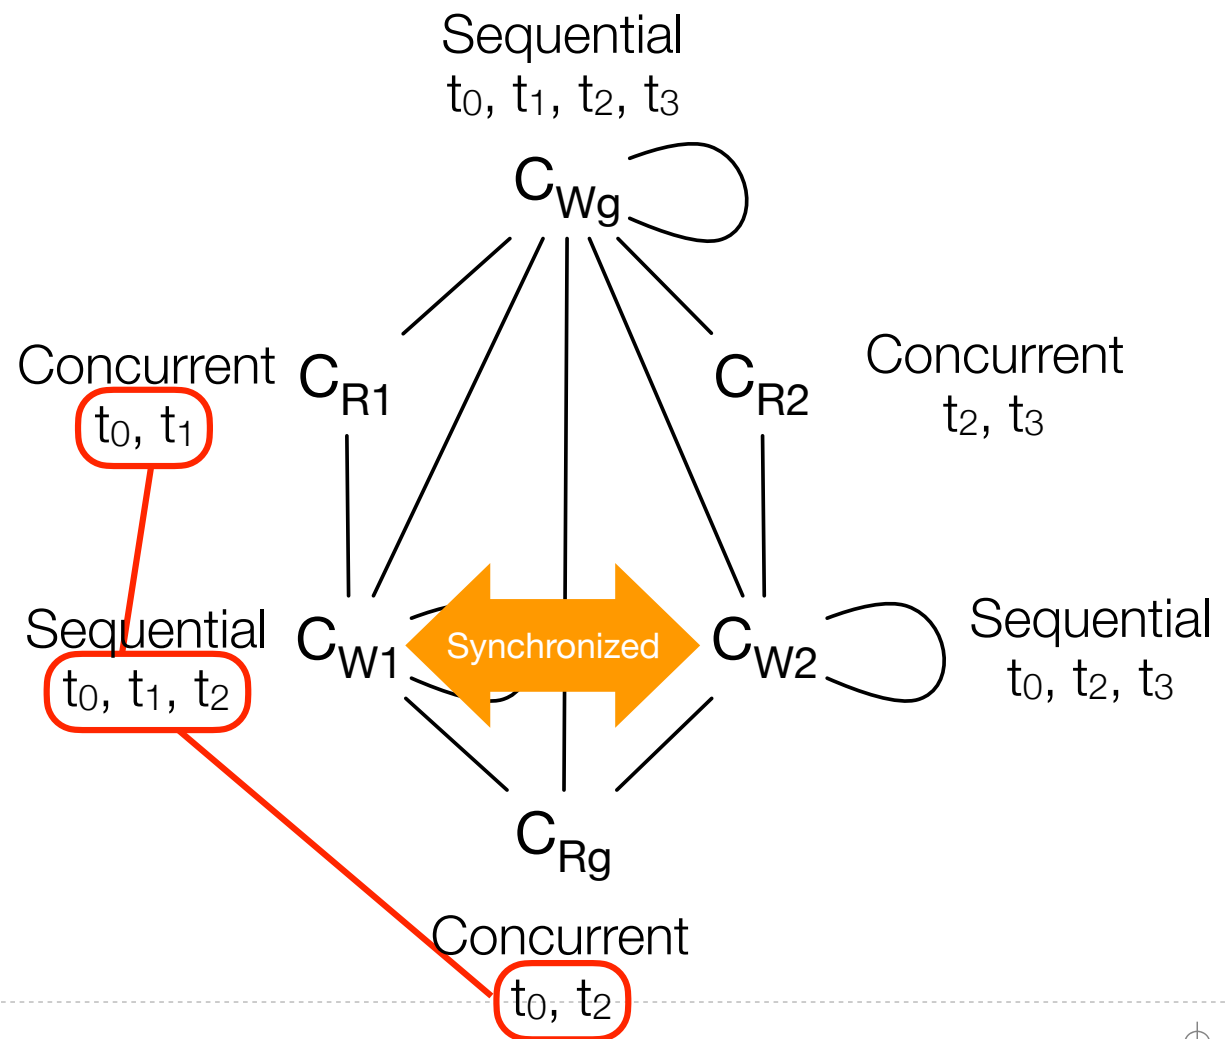 Sequential
t0, t1, t2, t3
CWg
Concurrent
t0, t1
CR1
CR2
Concurrent
t2, t3
Sequential
t0, t1, t2
CW1
Synchronized
CW2
Sequential
t0, t2, t3
CRg
Concurrent
t0, t2